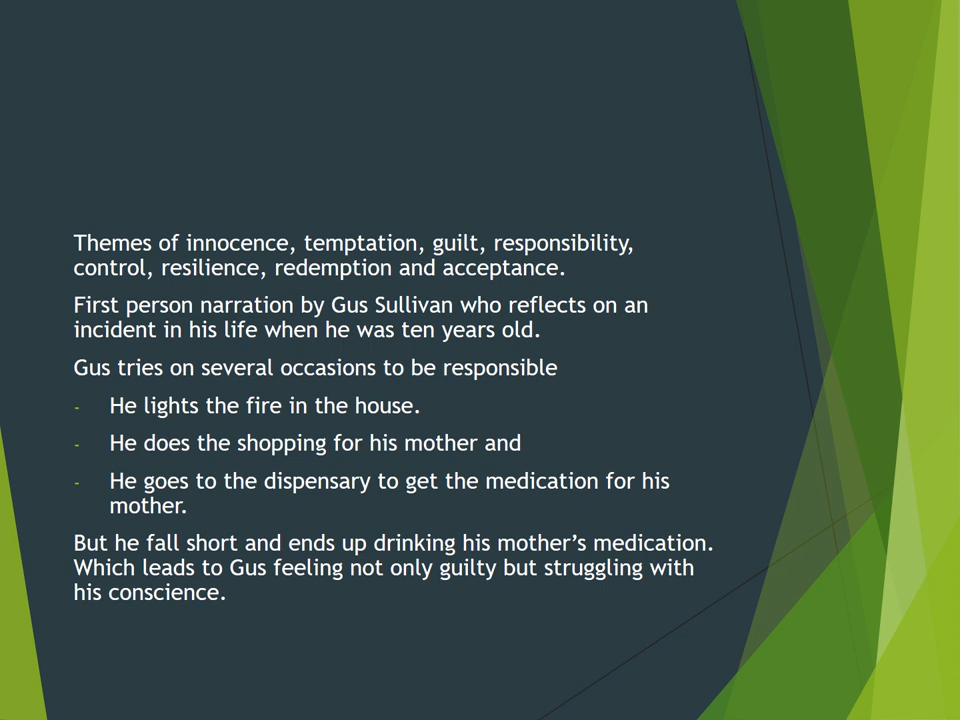 Themes of innocence, temptation, guilt, responsibility,
control, resilience, redemption and acceptance.
First person narration by Gus Sullivan who reflects on an
incident in his life when he was ten years old.
Gus tries on several occasions to be responsible
- He lights the fire in the house.
- He does the shopping for his mother and
- He goes to the dispensary to get the medication for his
mother.
But he fall short and ends up drinking his mother’s medication.
Which leads to Gus feeling not only guilty but struggling with
his conscience.